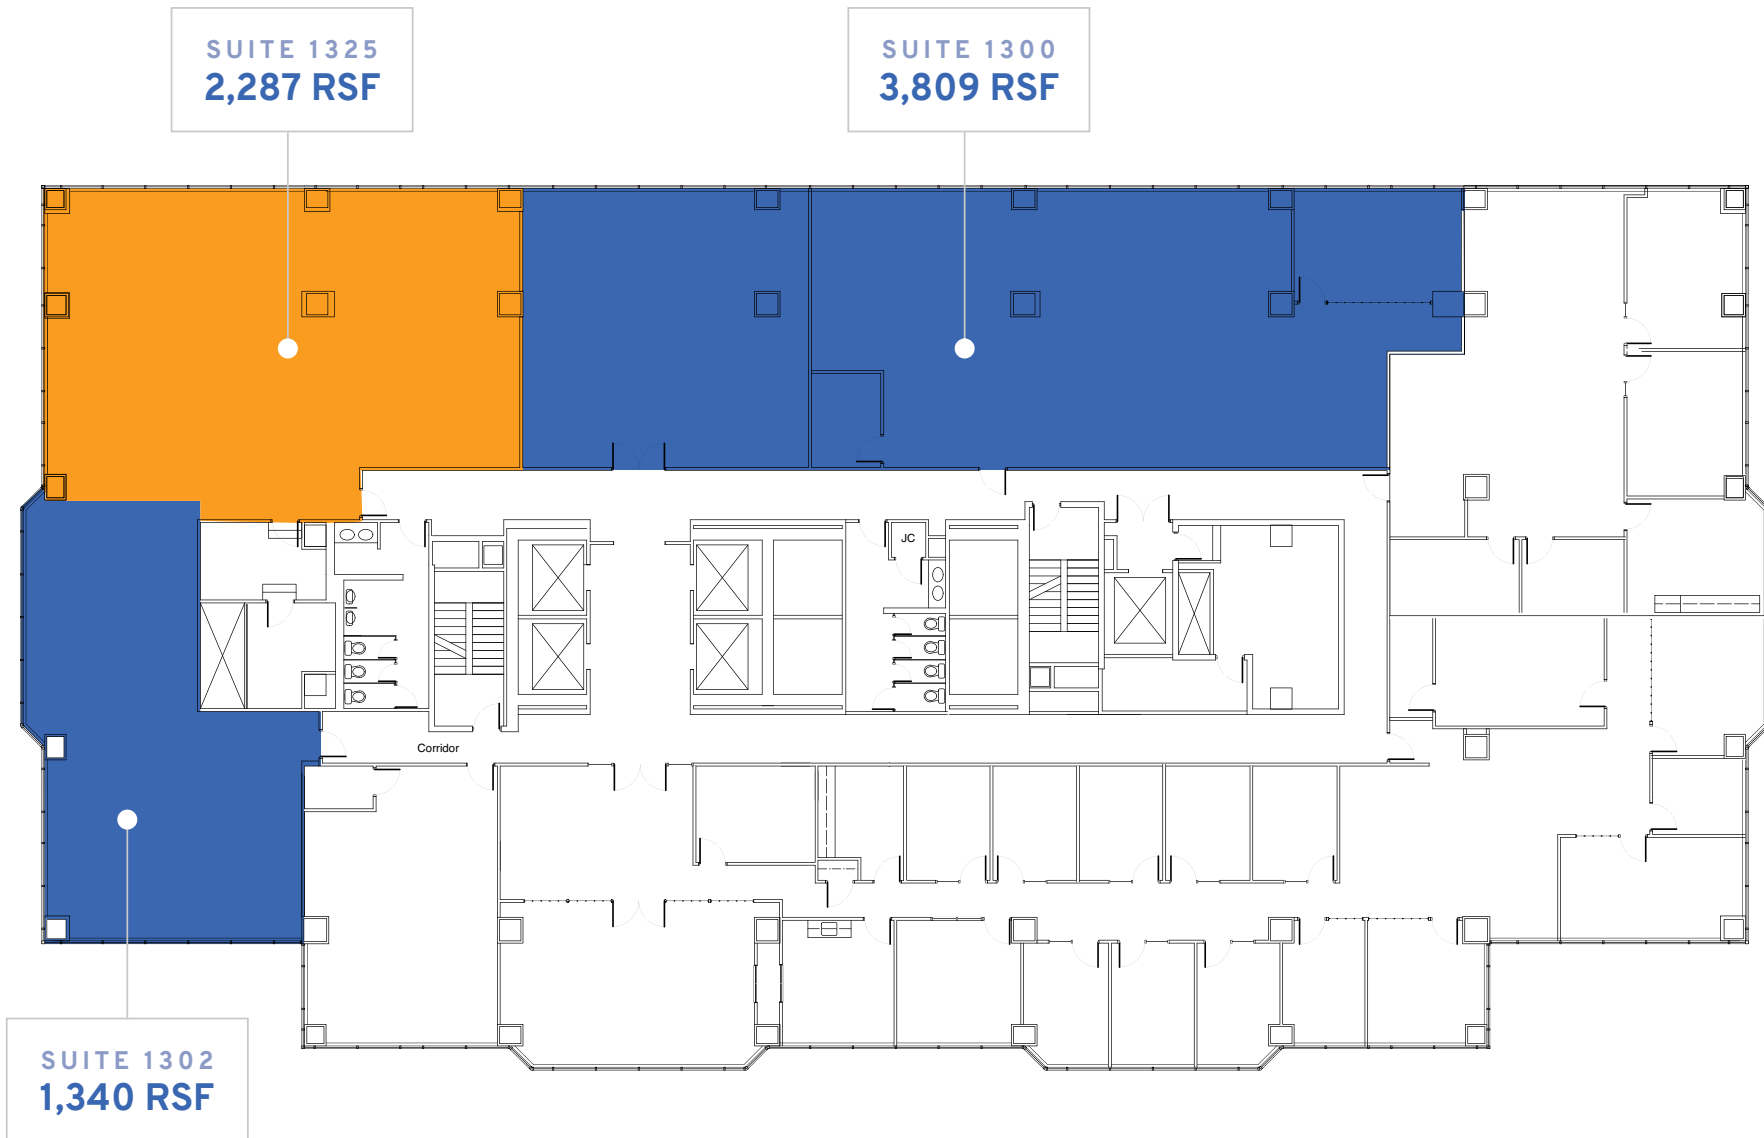 SUITE 1325
2,287 RSF
SUITE 1300
3,809 RSF
JC
Corridor
SUITE 1302
1,340 RSF